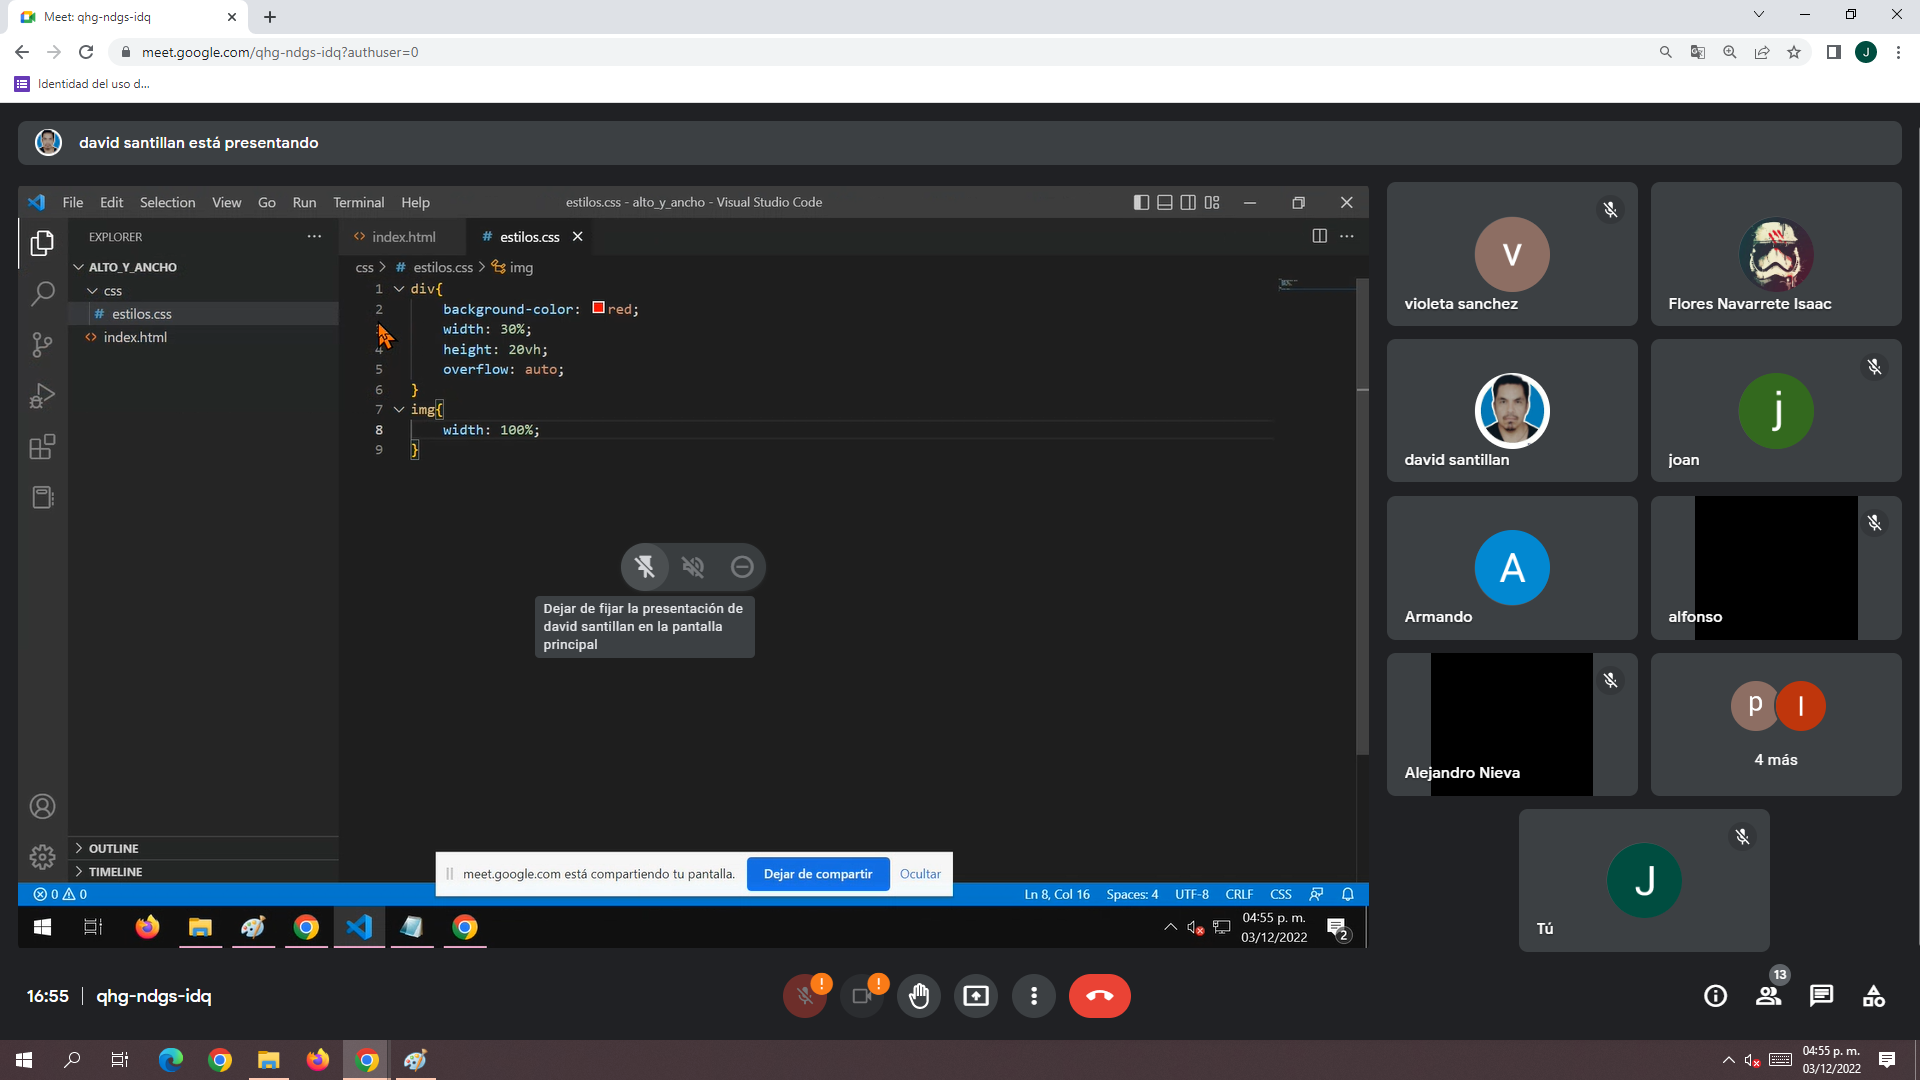 Meet: qhg-ndgs-idq
meet.google.com/qhg-ndgs-idq?authuser=0
J
Identidad del uso d...
david santillan está presentando
File Edit Selection View Go Run Terminal Help
estilos.css - alto_y_ancho - Visual Studio Code
EXPLORER
ALTO_Y_ANCHO
css
# estilos.css
<> index.html
OUTLINE
TIMELINE
<> index.html
# estilos.css
css > # estilos.css > img
1 div{
2 background-color: red;
3 width: 30%;
4 height: 20vh;
5 overflow: auto;
6 }
7 img{
8 width: 100%;
9 }
Dejar de fijar la presentación de
david santillan en la pantalla
principal
meet.google.com está compartiendo tu pantalla.
Dejar de compartir
Ocultar
0 0
Ln 8, Col 16 Spaces: 4 UTF-8 CRLF CSS
04:55 p. m.
03/12/2022
2
V
violeta sanchez
Flores Navarrete Isaac
david santillan
j
joan
A
Armando
alfonso
Alejandro Nieva
p I
4 más
J
Tú
16:55 | qhg-ndgs-idq
! !
13
04:55 p. m.
03/12/2022